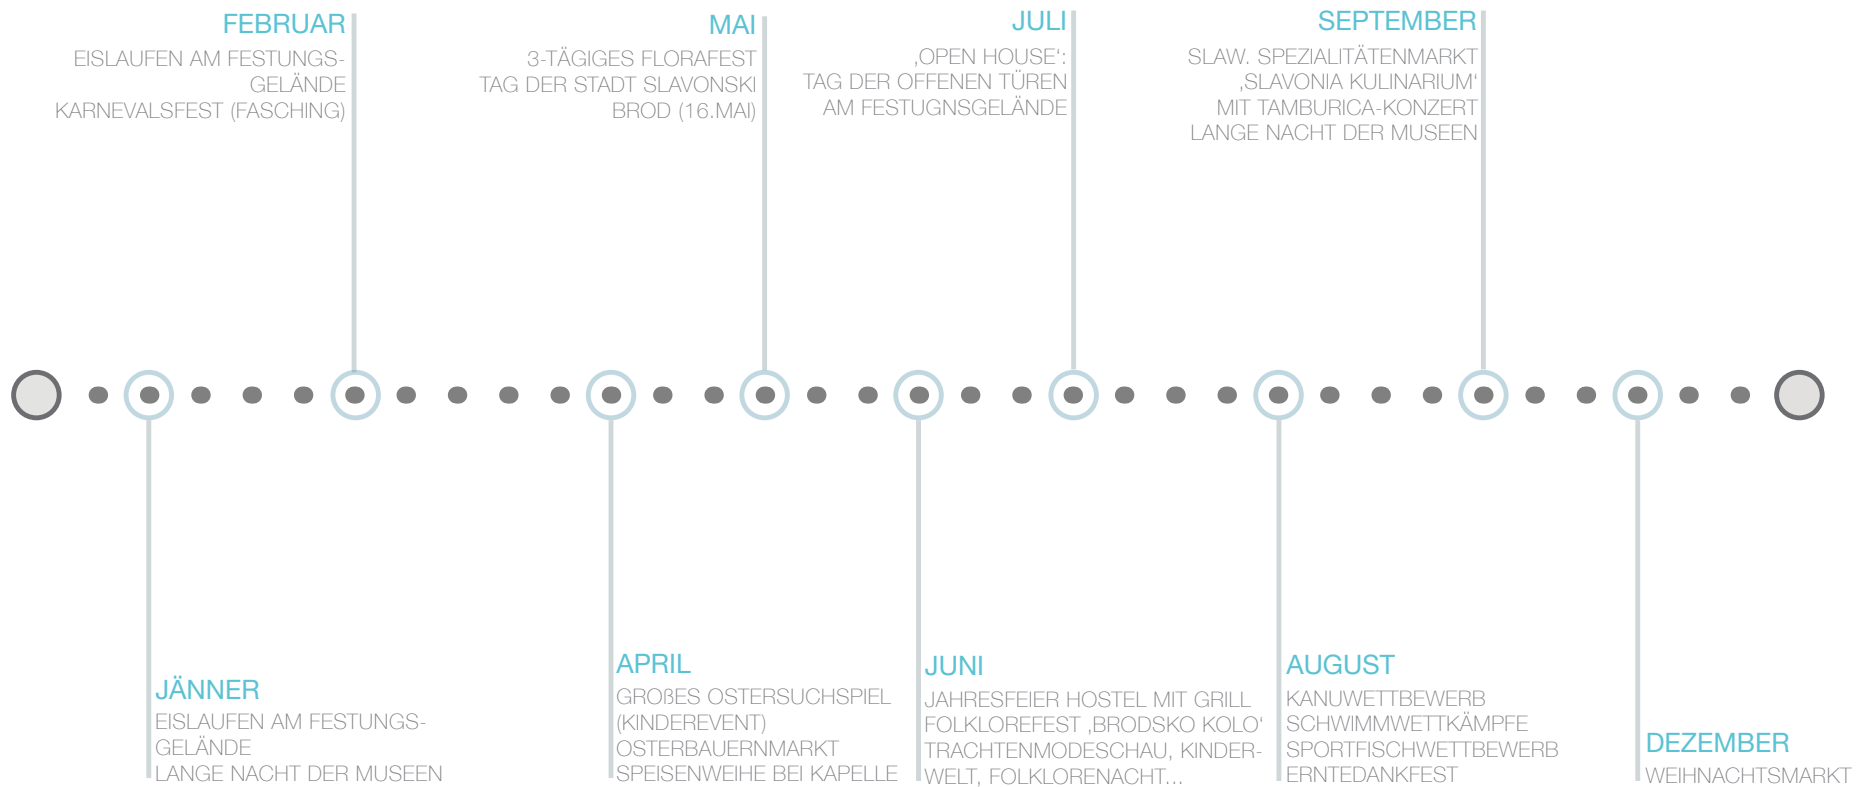 FEBRUAR
EISLAUFEN AM FESTUNGS-
GELÄNDE
KARNEVALSFEST (FASCHING)
MAI
3-TÄGIGES FLORAFEST
TAG DER STADT SLAVONSKI
BROD (16.MAI)
JULI
‚OPEN HOUSE‘:
TAG DER OFFENEN TÜREN
AM FESTUGNSGELÄNDE
SEPTEMBER
SLAW. SPEZIALITÄTENMARKT
‚SLAVONIA KULINARIUM‘
MIT TAMBURICA-KONZERT
LANGE NACHT DER MUSEEN
JÄNNER
EISLAUFEN AM FESTUNGS-
GELÄNDE
LANGE NACHT DER MUSEEN
APRIL
GROßES OSTERSUCHSPIEL
(KINDEREVENT)
OSTERBAUERNMARKT
SPEISENWEIHE BEI KAPELLE
JUNI
JAHRESFEIER HOSTEL MIT GRILL
FOLKLOREFEST ‚BRODSKO KOLO‘
TRACHTENMODESCHAU, KINDER-
WELT, FOLKLORENACHT...
AUGUST
KANUWETTBEWERB
SCHWIMMWETTKÄMPFE
SPORTFISCHWETTBEWERB
ERNTEDANKFEST
DEZEMBER
WEIHNACHTSMARKT